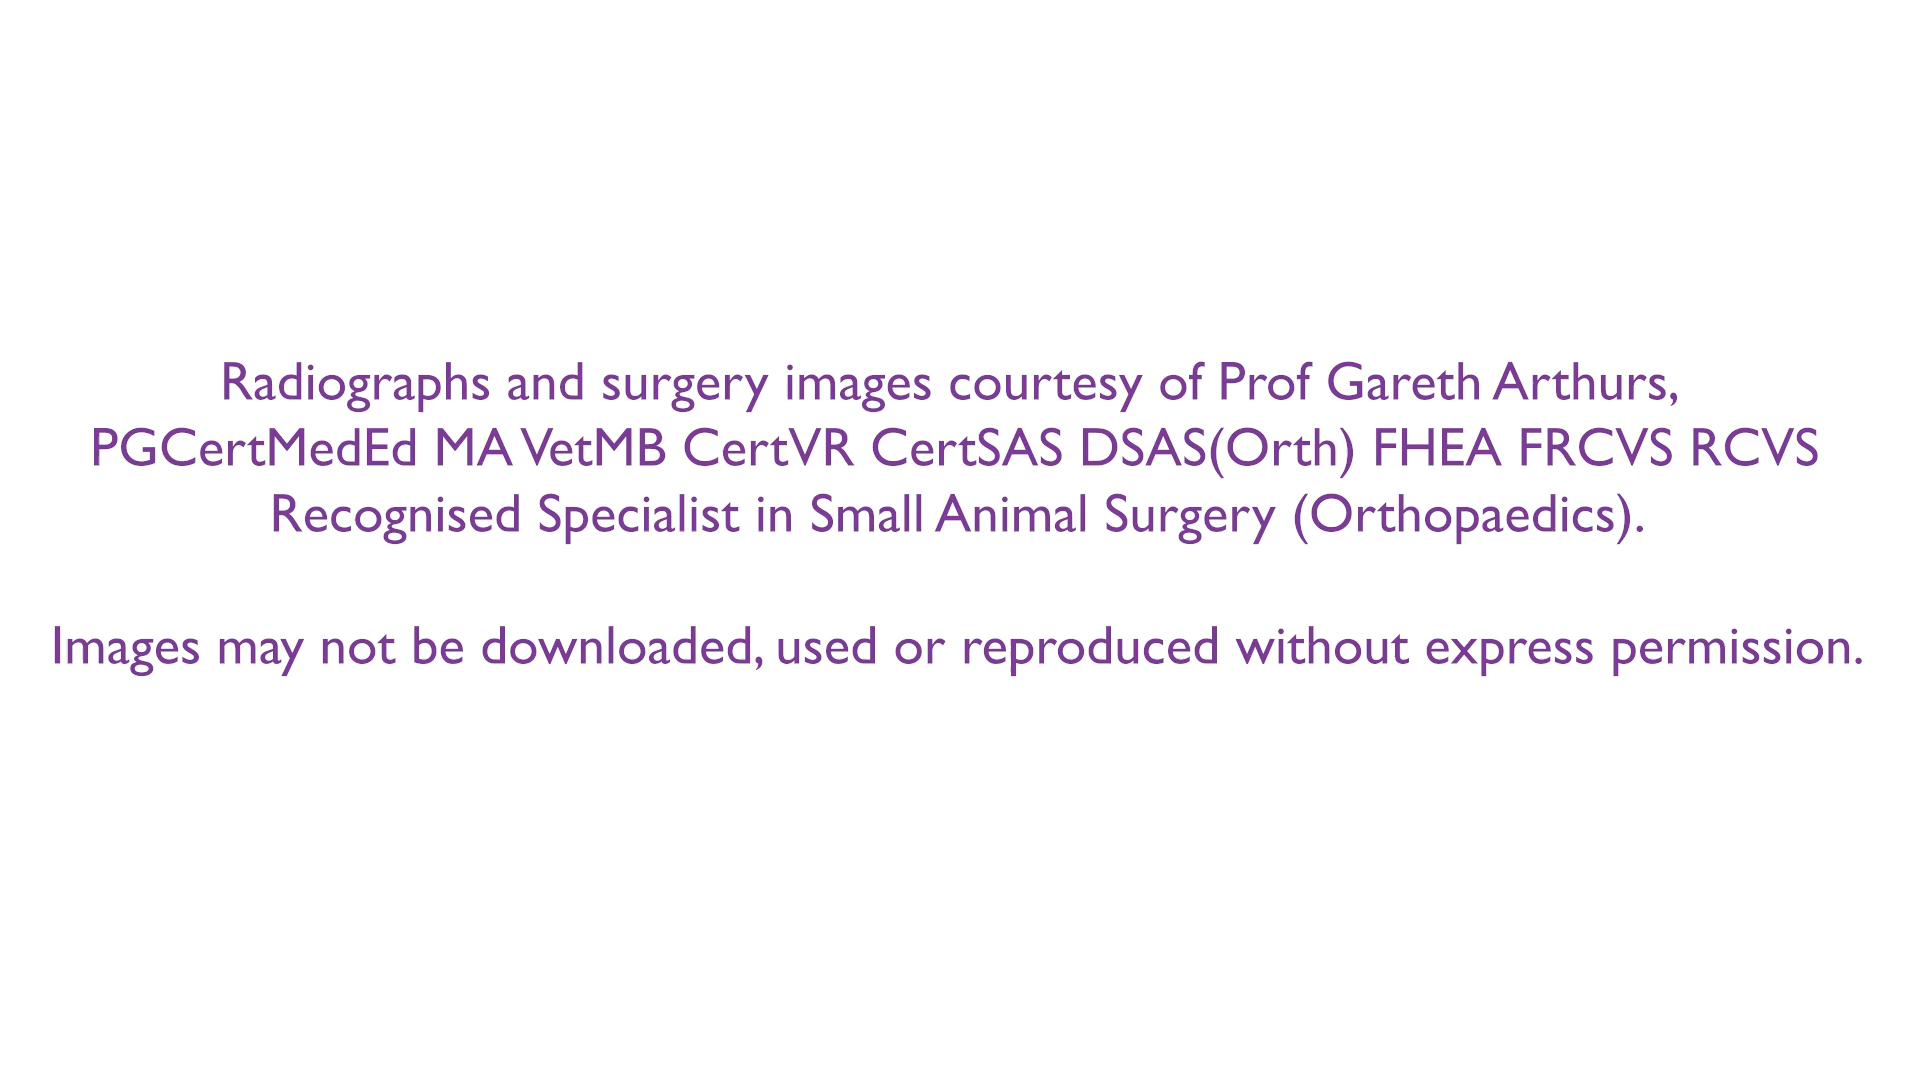 Radiographs and surgery images courtesy of Prof Gareth Arthurs,
PGCertMedEd MA VetMB CertVR CertSAS DSAS(Orth) FHEA FRCVS RCVS
Recognised Specialist in Small Animal Surgery (Orthopaedics).
Images may not be downloaded, used or reproduced without express permission.